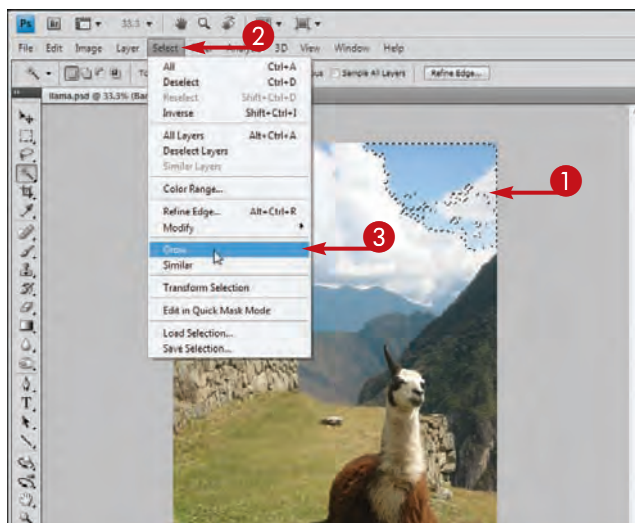 Ps Br 33.3
2
File Edit Image Layer Select 3D View Window Help
Sample All Layers Refine Edge...
llama.psd @ 33.3%
All Ctrl+A
Deselect Ctrl+D
Reselect Shift+Ctrl+D
Inverse Shift+Ctrl+I
All Layers Alt+Ctrl+A
Deselect Layers
Similar Layers
Color Range...
1
Refine Edge... Alt+Ctrl+R
Modify
Grow
3
Similar
Transform Selection
Edit in Quick Mask Mode
Load Selection...
Save Selection...
T